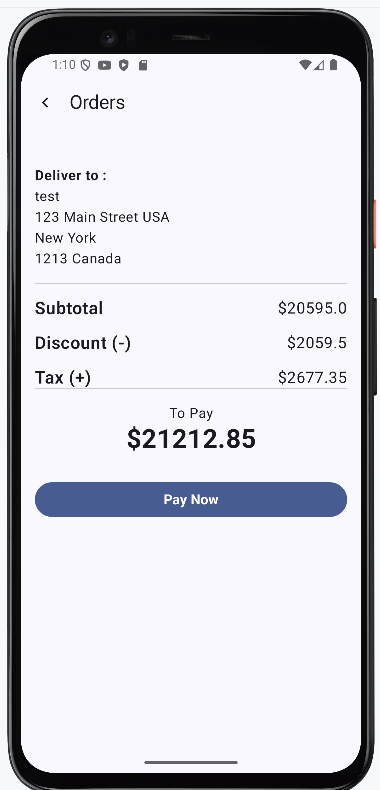 1:10
Orders
Deliver to :
test
123 Main Street USA
New York
1213 Canada
Subtotal $20595.0
Discount (-) $2059.5
Tax (+) $2677.35
To Pay
$21212.85
Pay Now